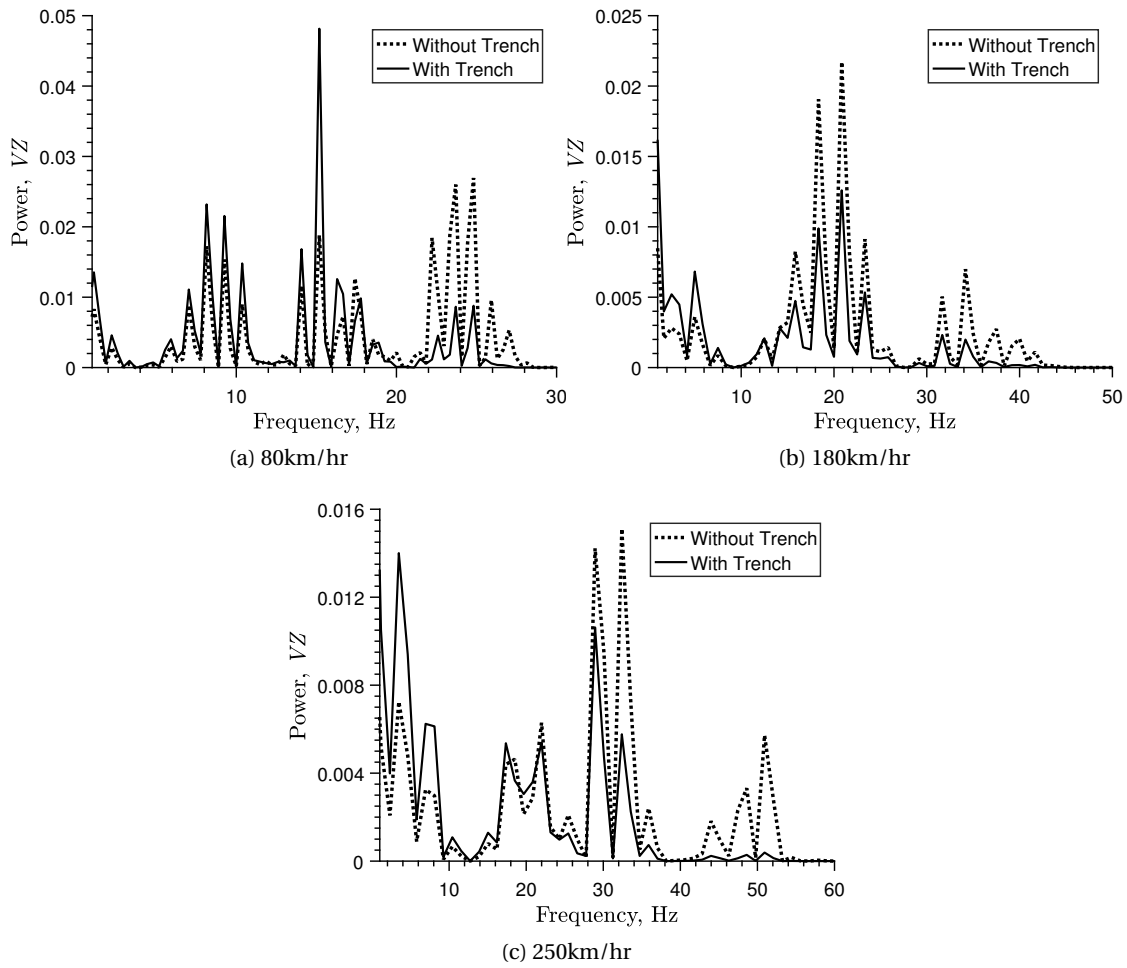 0.05
0.04
0.03
0.02
0.01
0
Power, VZ
Without Trench
With Trench
10 20 30
Frequency, Hz
(a) 80km/hr
0.025
0.02
0.015
0.01
0.005
0
Power, VZ
Without Trench
With Trench
10 20 30 40 50
Frequency, Hz
(b) 180km/hr
0.016
0.012
0.008
0.004
0
Power, VZ
Without Trench
With Trench
10 20 30 40 50 60
Frequency, Hz
(c) 250km/hr